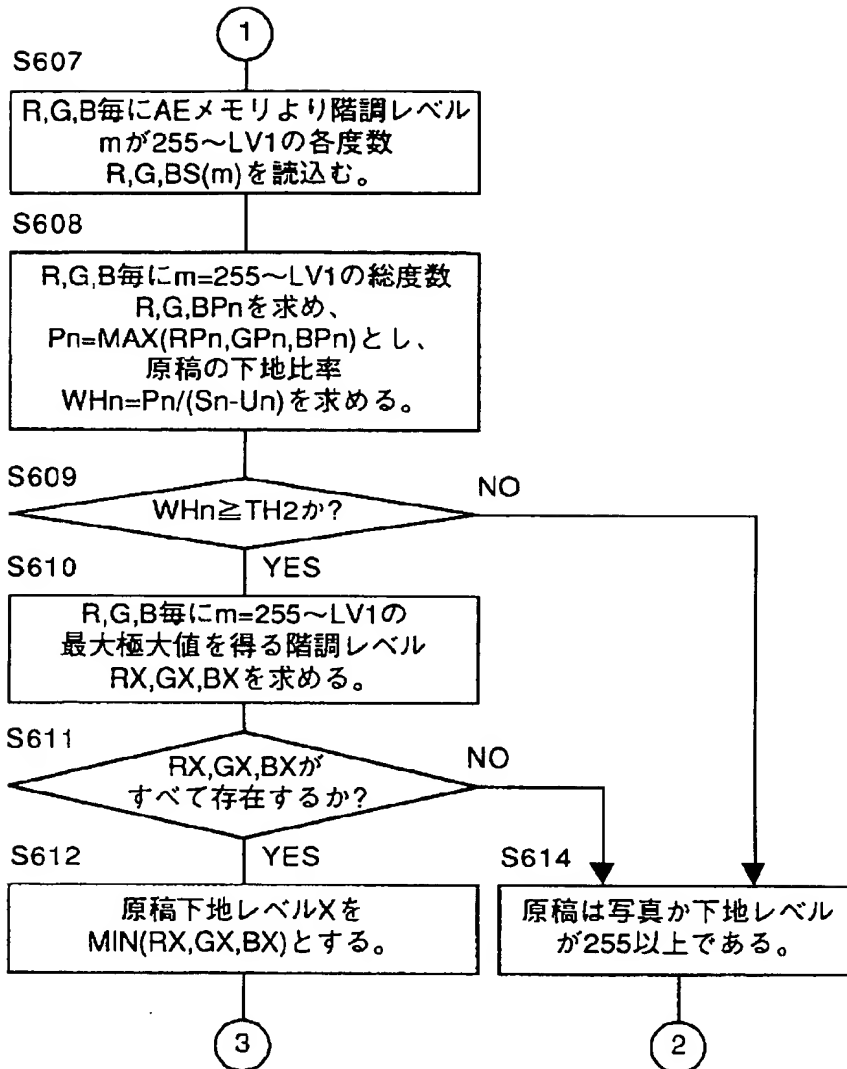 1
S607
R,G,B毎にAEメモリより階調レベル
mが255~LV1の各度数
R,G,BS(m)を読込む。
S608
R,G,B毎にm=255~LV1の総度数
R,G,BPnを求め、
Pn=MAX(RPn,GPn,BPn)とし、
原稿の下地比率
WHn=Pn/(Sn-Un)を求める。
S609
WHn≧TH2か?
NO
YES
S610
R,G,B毎にm=255~LV1の
最大極大値を得る階調レベル
RX,GX,BXを求める。
S611
RX,GX,BXが
すべて存在するか?
NO
YES
S612
原稿下地レベルXを
MIN(RX,GX,BX)とする。
S614
原稿は写真か下地レベル
が255以上である。
3
2